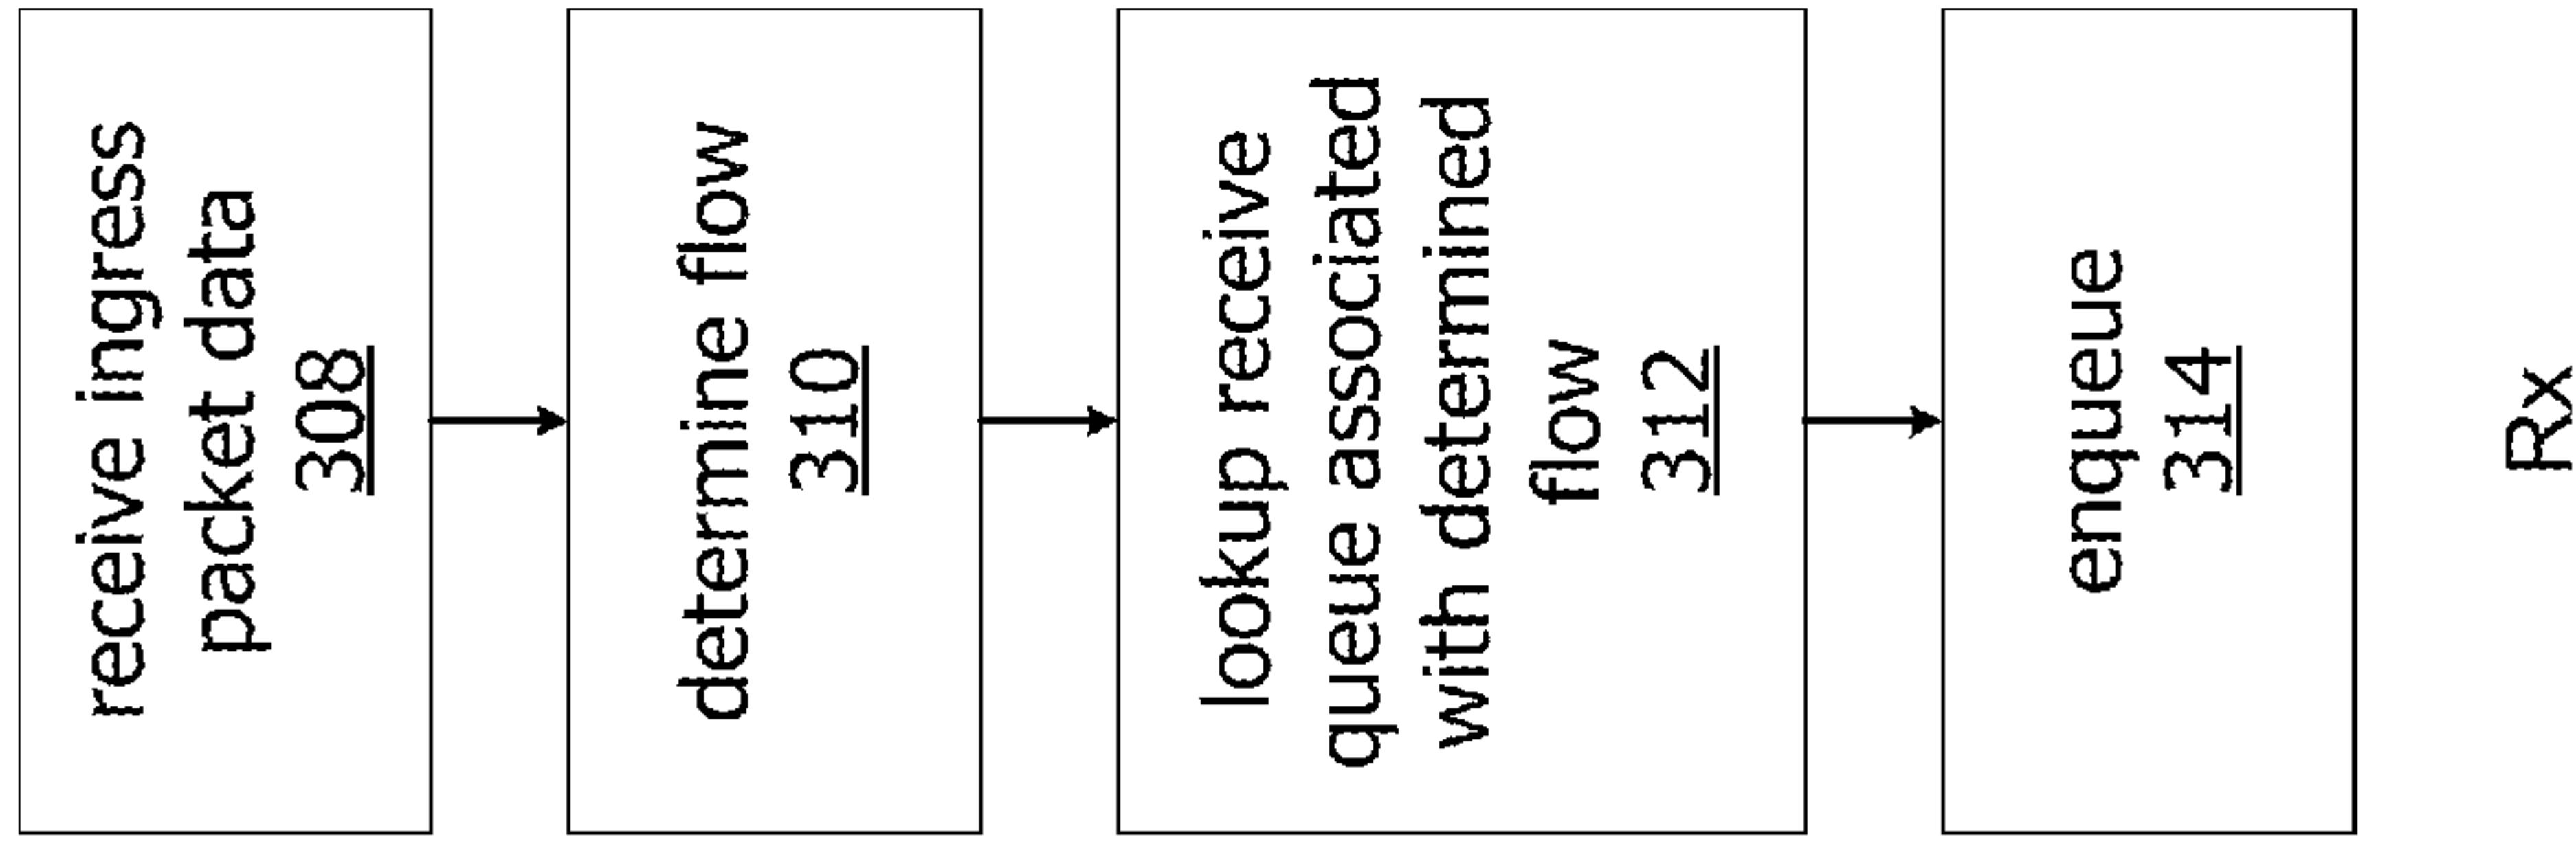 receive ingress
packet data
308
determine flow
310
lookup receive
queue associated
with determined
flow
312
enqueue
314
Rx